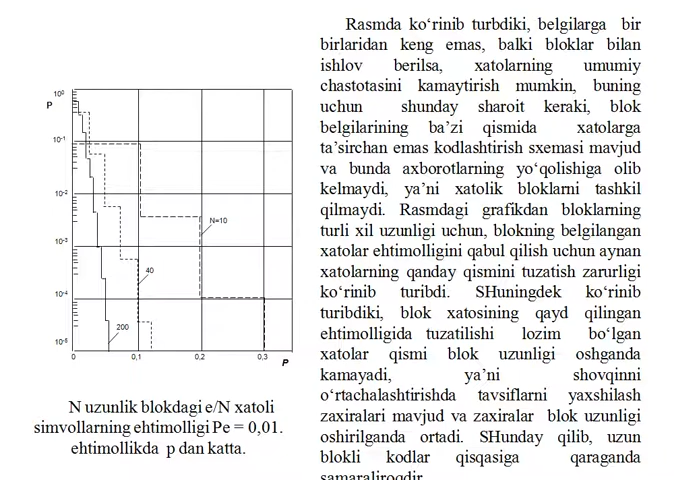 Rasmda ko‘rinib turbdiki, belgilarga bir
birlaridan keng emas, balki bloklar bilan
ishlov berilsa, xatolarning umumiy
chastotasini kamaytirish mumkin, buning
uchun shunday sharoit keraki, blok
belgilarining ba’zi qismida xatolarga
ta’sirchan emas kodlashtirish sxemasi mavjud
va bunda axborotlarning yo‘qolishiga olib
kelmaydi, ya’ni xatolik bloklarni tashkil
qilmaydi. Rasmdagi grafikdan bloklarning
turli xil uzunligi uchun, blokning belgilangan
xatolar ehtimolligini qabul qilish uchun aynan
xatolarning qanday qismini tuzatish zarurligi
ko‘rinib turibdi. SHuningdek ko‘rinib
turibdiki, blok xatosining qayd qilingan
ehtimolligida tuzatilishi lozim bo‘lgan
xatolar qismi blok uzunligi oshganda
kamayadi, ya’ni shovqinni
o‘rtachalashtirishda tavsiflarni yaxshilash
zaxiralari mavjud va zaxiralar blok uzunligi
oshirilganda ortadi. SHunday qilib, uzun
blokli kodlar qisqasiga qaraganda
samaraliroqdir
10⁰
P
10⁻¹
10⁻²
N=10
10⁻³
40
10⁻⁴
200
10⁻⁵
0 0,1 0,2 0,3 P
N uzunlik blokdagi e/N xatoli
simvollarning ehtimolligi Pe = 0,01.
ehtimollikda p dan katta.